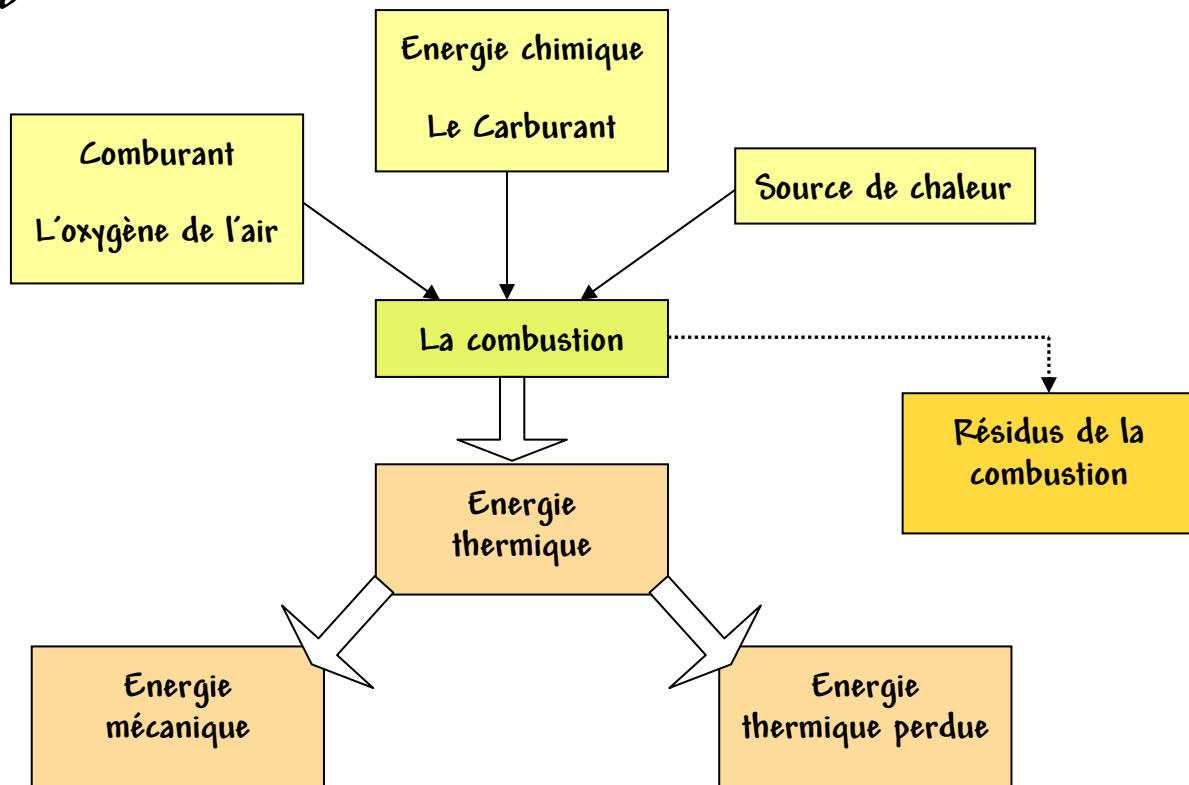 Energie chimique
Le Carburant
Comburant
L'oxygène de l'air
Source de chaleur
La combustion
Résidus de la
combustion
Energie
thermique
Energie
mécanique
Energie
thermique perdue